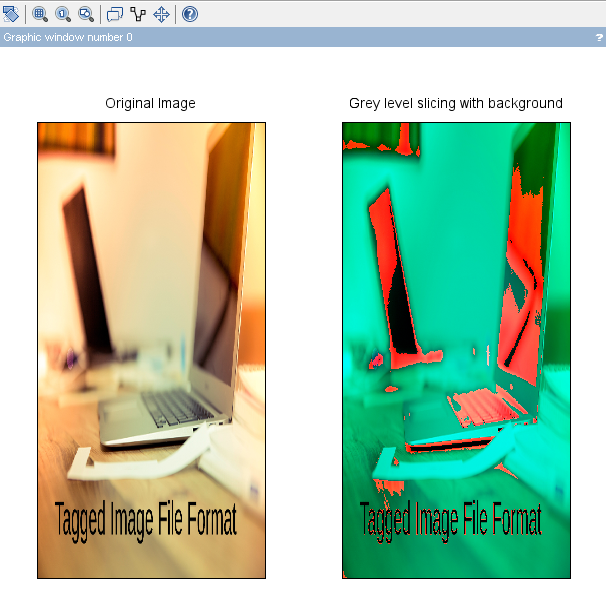 Graphic window number 0
?
Original Image
Grey level slicing with background
Tagged Image File Format
Tagged Image File Format